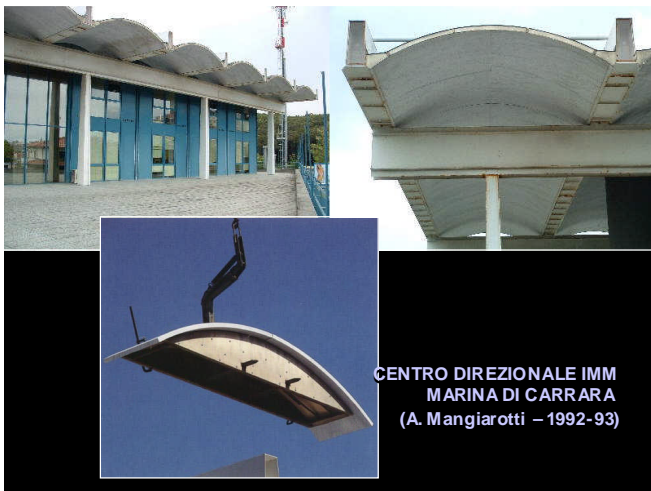 CENTRO DIREZIONALE IMM
MARINA DI CARRARA
(A. Mangiarotti – 1992-93)